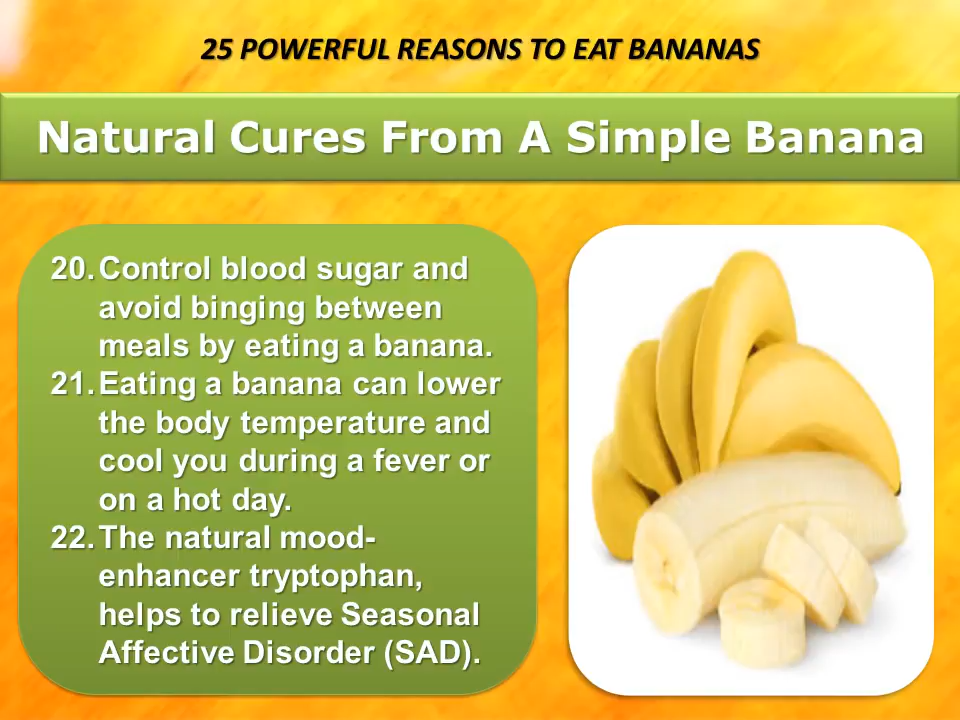 25 POWERFUL REASONS TO EAT BANANAS
Natural Cures From A Simple Banana
20. Control blood sugar and
avoid binging between
meals by eating a banana.
21. Eating a banana can lower
the body temperature and
cool you during a fever or
on a hot day.
22. The natural mood-
enhancer tryptophan,
helps to relieve Seasonal
Affective Disorder (SAD).